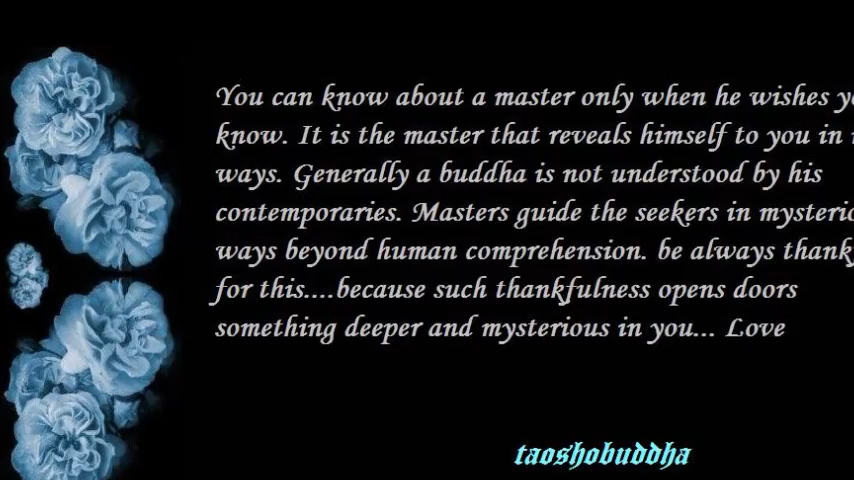 You can know about a master only when he wishes
know. It is the master that reveals himself to you in
ways. Generally a buddha is not understood by his
contemporaries. Masters guide the seekers in
ways beyond human comprehension. be always
for this....because such thankfulness opens doors
something deeper and mysterious in you... Love
taoshobuddha